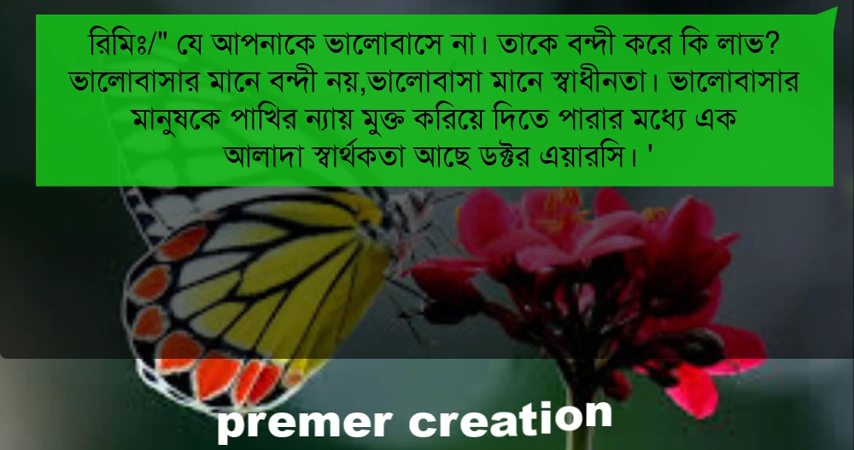 রিমিঃ/" যে আপনাকে ভালোবাসে না। তাকে বন্দী করে কি লাভ?
ভালোবাসার মানে বন্দী নয়,ভালোবাসা মানে স্বাধীনতা। ভালোবাসার
মানুষকে পাখির ন্যায় মুক্ত করিয়ে দিতে পারার মধ্যে এক
আলাদা স্বার্থকতা আছে ডক্টর এয়ারসি। '
premer creation